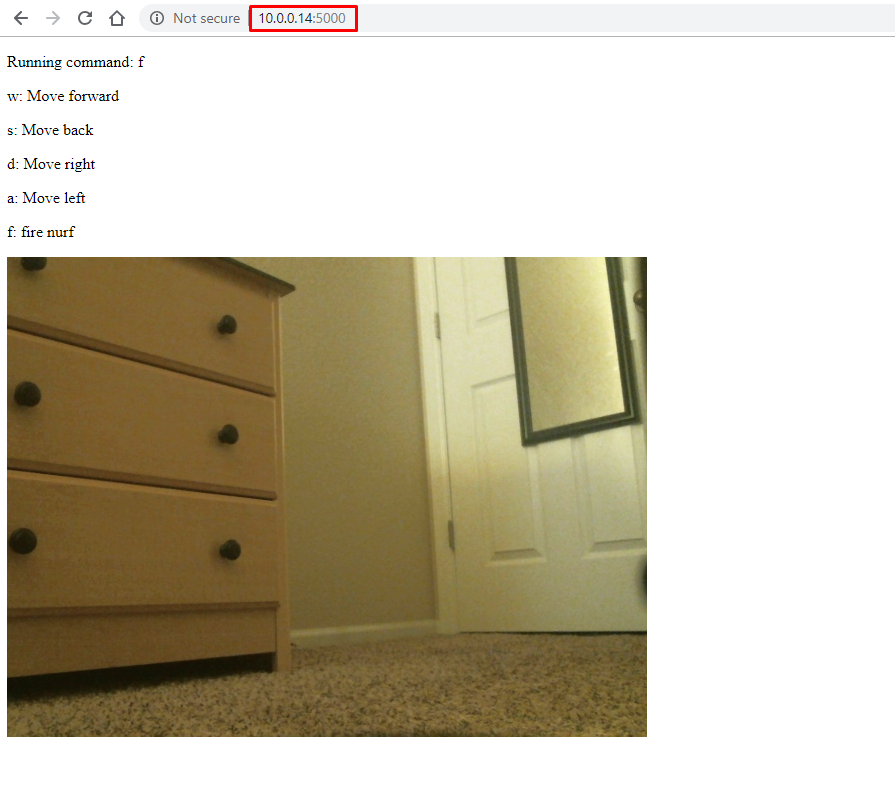 Not secure | 10.0.0.14:5000
Running command: f
w: Move forward
s: Move back
d: Move right
a: Move left
f: fire nurf